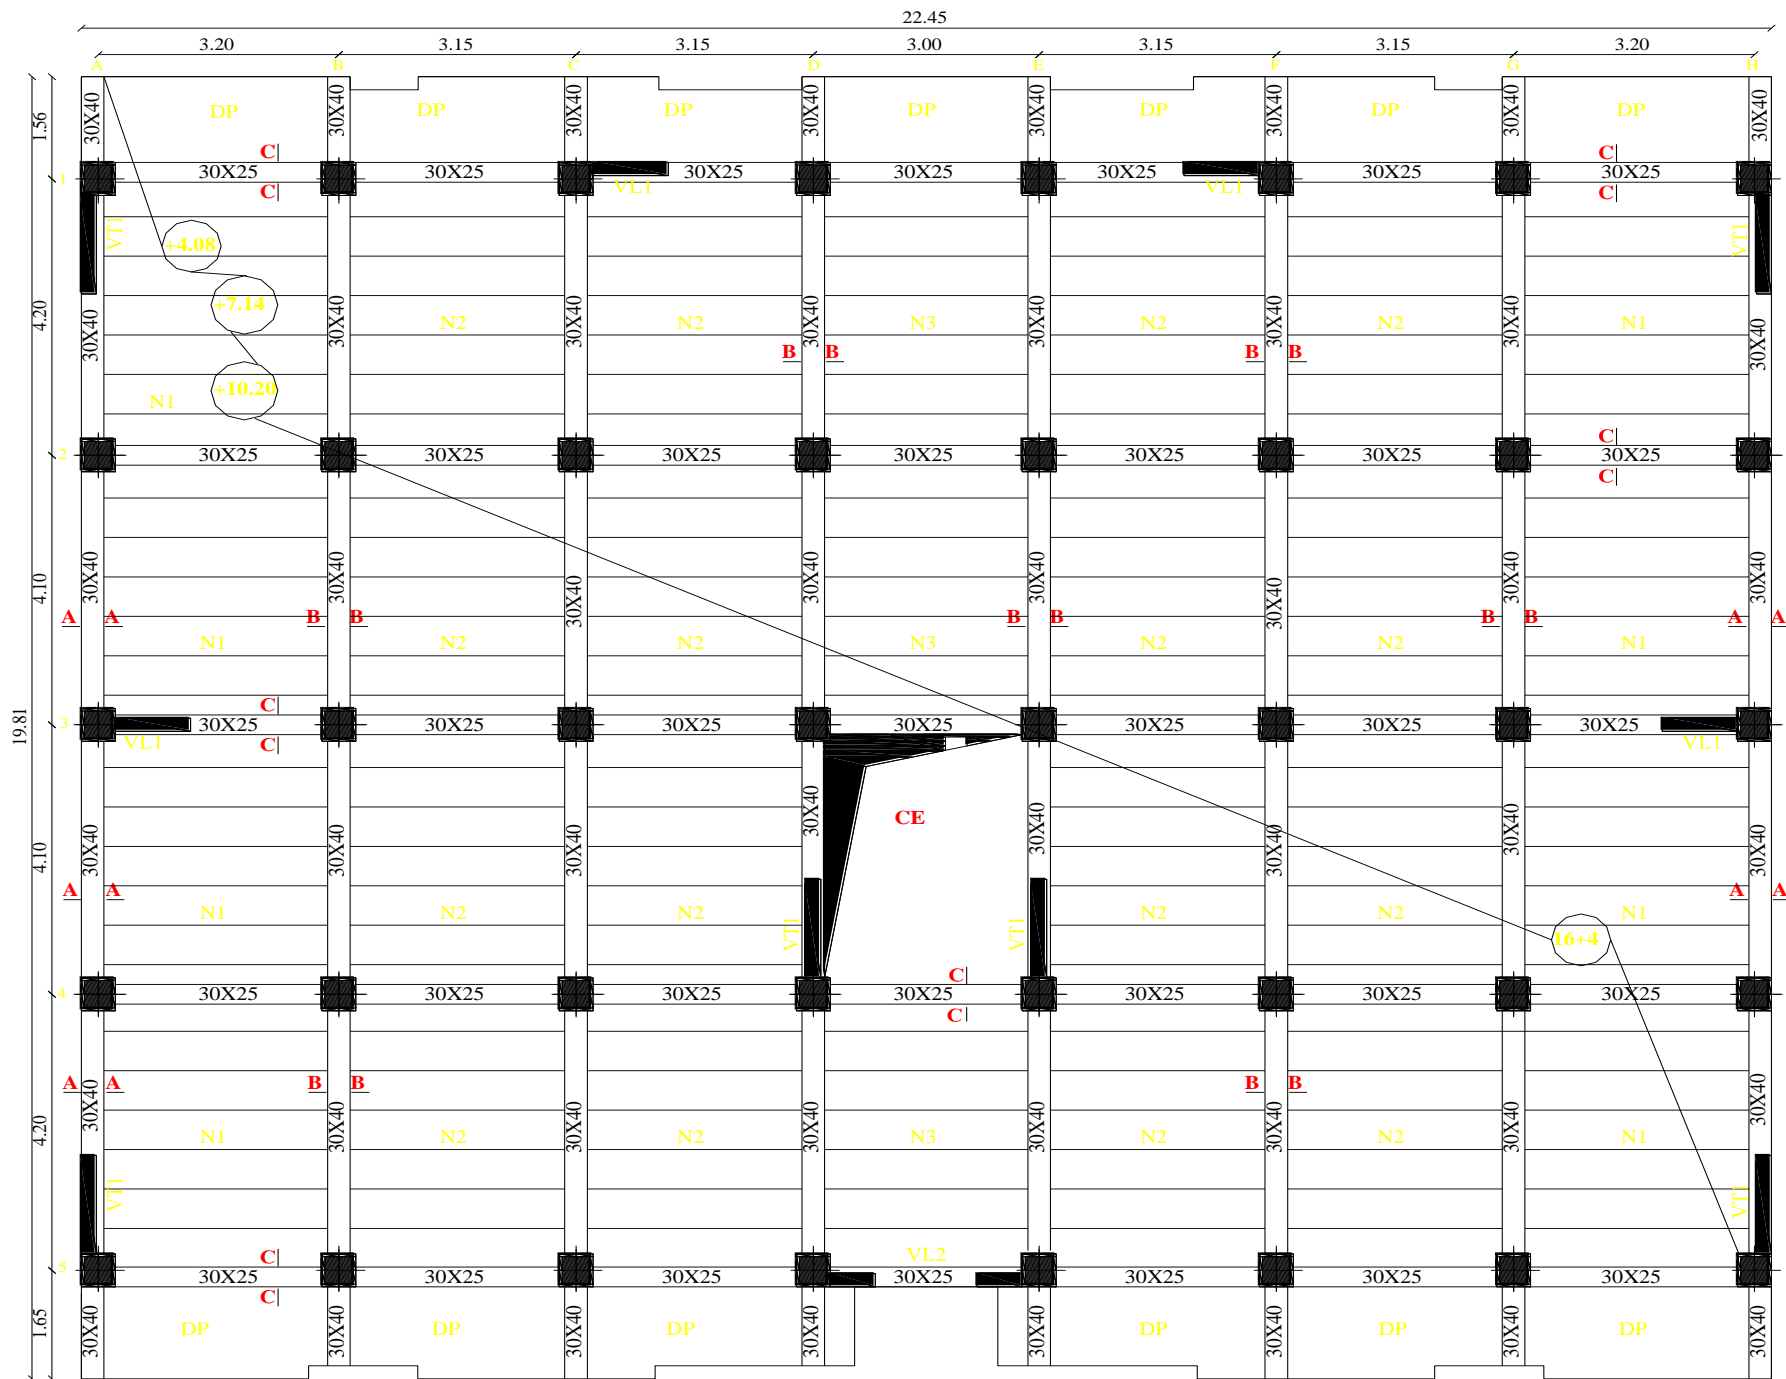 22.45
3.20 3.15 3.15 3.00 3.15 3.15 3.20
A B C D E F G H
1.56
30X40 30X40 30X40 30X40 30X40 30X40 30X40 30X40
DP DP DP DP DP DP DP
C C
1 30X25 30X25 30X25 30X25 30X25 30X25 30X25
C VL1 VL1 C
VT1 VT1
+4.08
+7.14
4.20
30X40 30X40 30X40 30X40 30X40 30X40 30X40 30X40
N2 N2 N3 N2 N2 N1
B B B B
+10.20
N1
C
2 30X25 30X25 30X25 30X25 30X25 30X25 30X25
C
4.10
30X40 30X40 30X40 30X40 30X40 30X40 30X40 30X40
A A B B B B B B A A
N1 N2 N2 N3 N2 N2 N1
C
19.81
3 30X25 30X25 30X25 30X25 30X25 30X25 30X25
VL1 C VL1
CE
4.10
30X40 30X40 30X40 30X40 30X40 30X40 30X40 30X40
A A A A
N1 N2 N2 N2 N2 N1
VT1 VT1
16+4
C
4 30X25 30X25 30X25 30X25 30X25 30X25 30X25
C
A A B B B B
4.20
30X40 30X40 30X40 30X40 30X40 30X40 30X40 30X40
N1 N2 N2 N3 N2 N2 N1
VT1 VT1
C VL2
5 30X25 30X25 30X25 30X25 30X25 30X25 30X25
C
1.65
30X40 30X40 30X40 30X40 30X40 30X40 30X40 30X40
DP DP DP DP DP DP